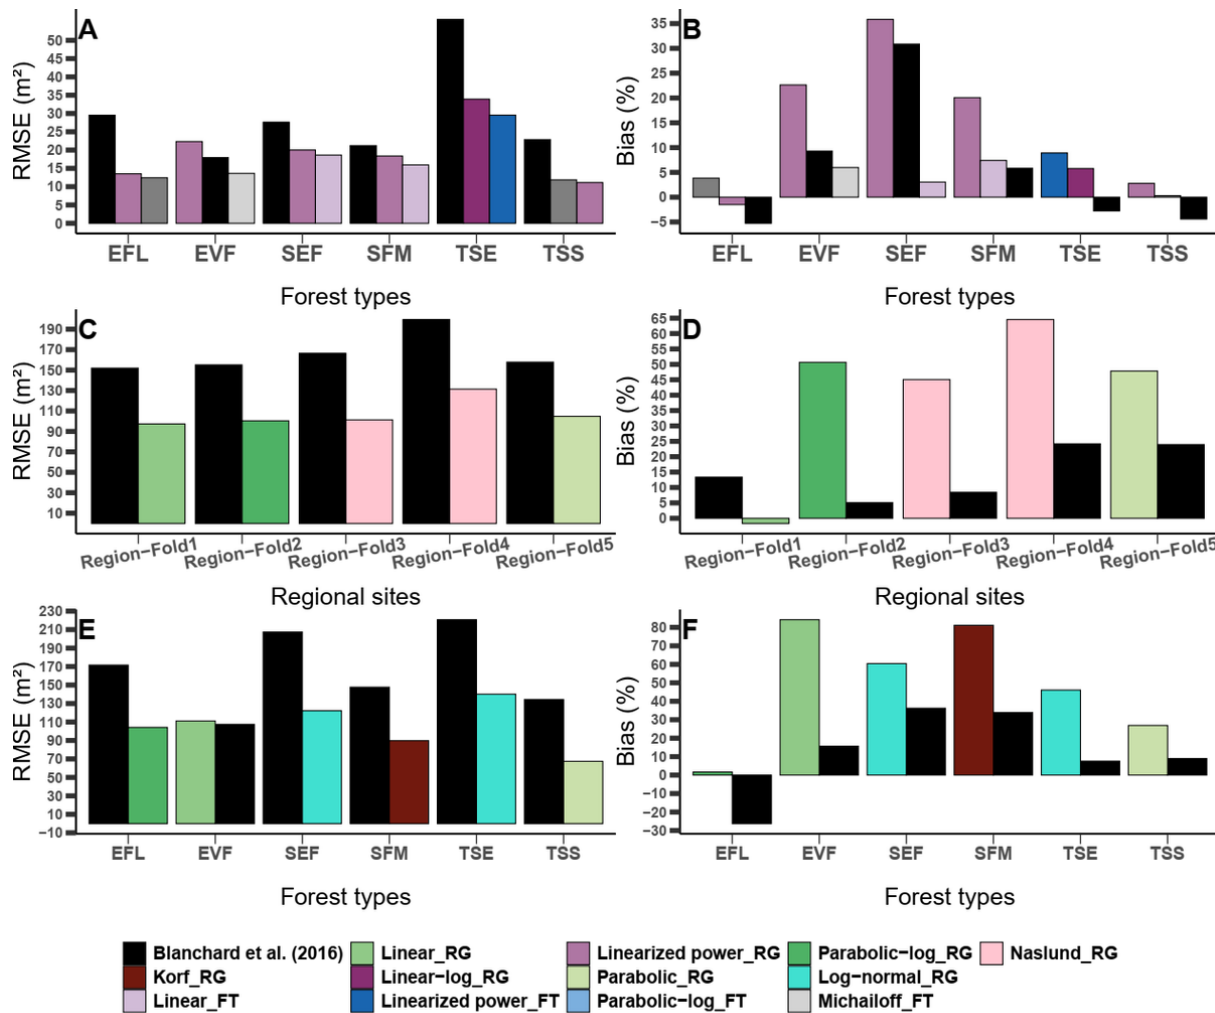 A
RMSE (m²)
50
45
40
35
30
25
20
15
10
5
0
EFL EVF SEF SFM TSE TSS
Forest types
B
Bias (%)
35
30
25
20
15
10
5
0
−5
EFL EVF SEF SFM TSE TSS
Forest types
C
RMSE (m²)
190
170
150
130
110
90
70
50
30
10
Region−Fold1 Region−Fold2 Region−Fold3 Region−Fold4 Region−Fold5
Regional sites
D
Bias (%)
65
60
55
50
45
40
35
30
25
20
15
10
5
0
Region−Fold1 Region−Fold2 Region−Fold3 Region−Fold4 Region−Fold5
Regional sites
E
RMSE (m²)
230
210
190
170
150
130
110
90
70
50
30
10
−10
EFL EVF SEF SFM TSE TSS
Forest types
F
Bias (%)
80
70
60
50
40
30
20
10
0
−10
−20
−30
EFL EVF SEF SFM TSE TSS
Forest types
Blanchard et al. (2016) Linear_RG Linearized power_RG Parabolic−log_RG Naslund_RG
Korf_RG Linear−log_RG Parabolic_RG Log−normal_RG
Linear_FT Linearized power_FT Parabolic−log_FT Michailoff_FT